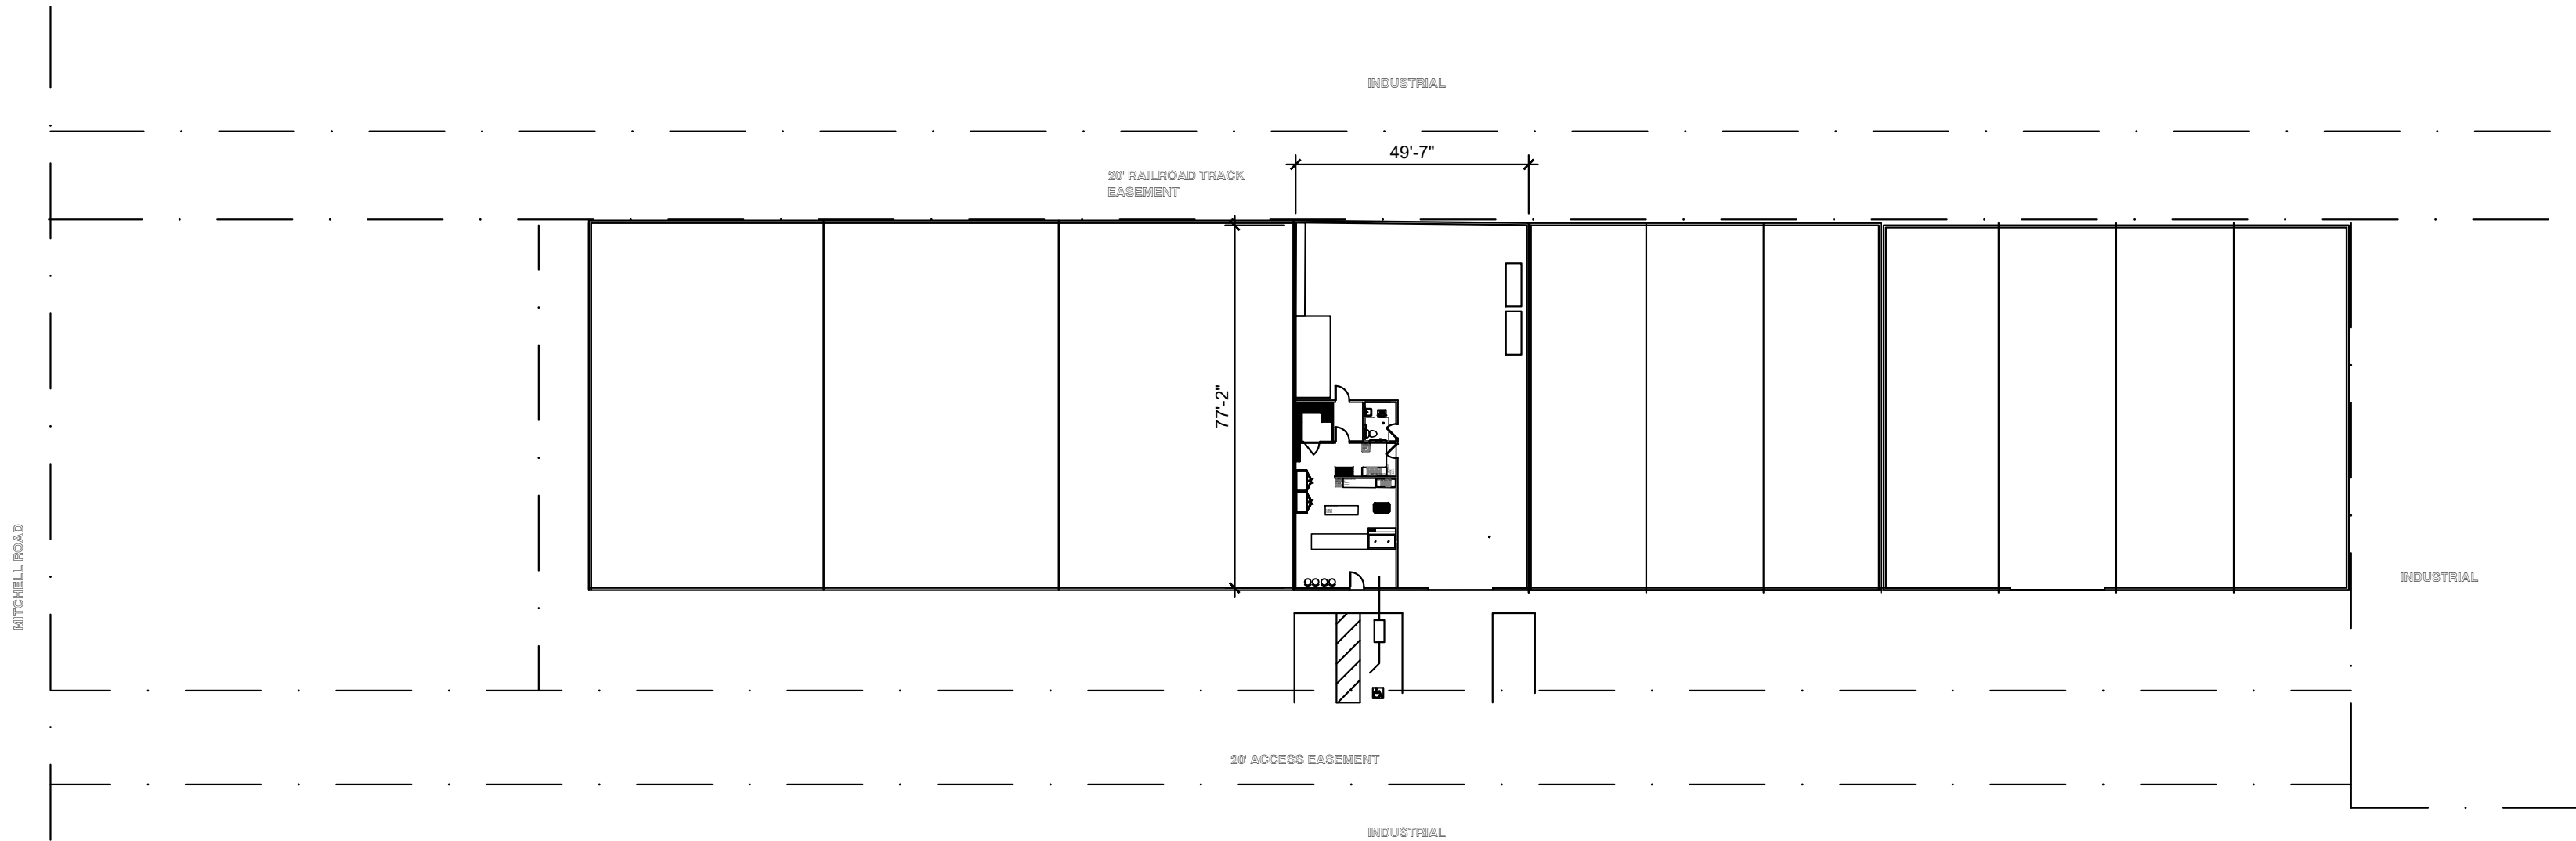 INDUSTRIAL
49'-7"
20' RAILROAD TRACK
EASEMENT
77'-2"
MITCHELL ROAD
INDUSTRIAL
20' ACCESS EASEMENT
INDUSTRIAL